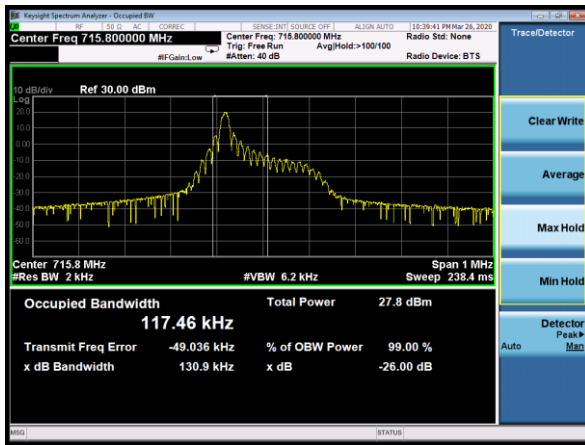 Keysight Spectrum Analyzer - Occupied BW
RF 50 Ω AC CORREC SENSE:INT SOURCE OFF ALIGN AUTO 10:39:41 PM Mar 26, 2020
Center Freq 715.800000 MHz Center Freq: 715.800000 MHz Radio Std: None Trace/Detector
Trig: Free Run Avg|Hold:>100/100
#IFGain:Low #Atten: 40 dB Radio Device: BTS
10 dB/div Ref 30.00 dBm
Log
20.0
10.0
0.00
-10.0
-20.0
-30.0
-40.0
-50.0
-60.0
Clear Write
Average
Max Hold
Min Hold
Center 715.8 MHz Span 1 MHz
#Res BW 2 kHz #VBW 6.2 kHz Sweep 238.4 ms
Occupied Bandwidth Total Power 27.8 dBm
117.46 kHz
Transmit Freq Error -49.036 kHz % of OBW Power 99.00 %
x dB Bandwidth 130.9 kHz x dB -26.00 dB
Detector
Peak▶
Auto Man
MSG STATUS